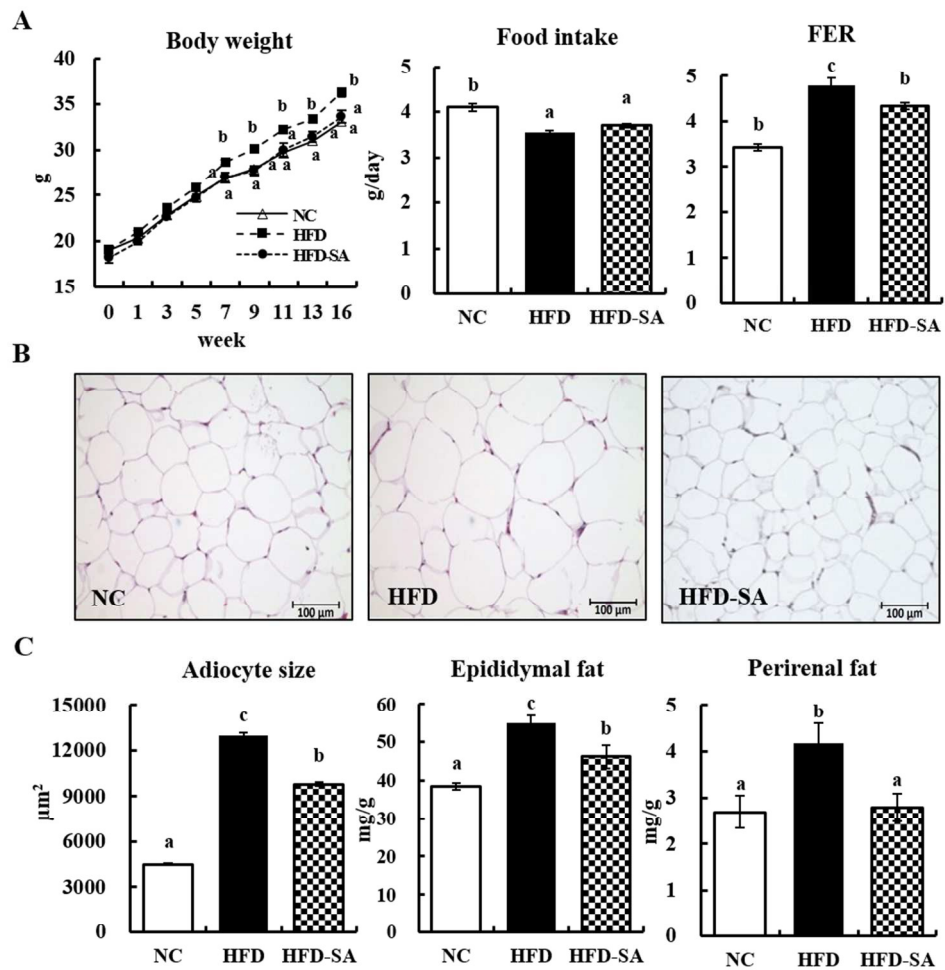 A
Body weight
g
40
35
30
25
20
15
b
b
b
b
b
a
a
a
a
a
a
a
a
NC
HFD
HFD-SA
0 1 3 5 7 9 11 13 16
week
Food intake
g/day
5
4
3
2
1
0
b
a
a
NC HFD HFD-SA
FER
5
4
3
2
1
0
b
c
b
NC HFD HFD-SA
B
NC
100 µm
HFD
100 µm
HFD-SA
100 µm
C
Adiocyte size
µm²
15000
12000
9000
6000
3000
0
a
c
b
NC HFD HFD-SA
Epididymal fat
mg/g
60
50
40
30
20
10
0
a
c
b
NC HFD HFD-SA
Perirenal fat
mg/g
5
4
3
2
1
0
a
b
a
NC HFD HFD-SA